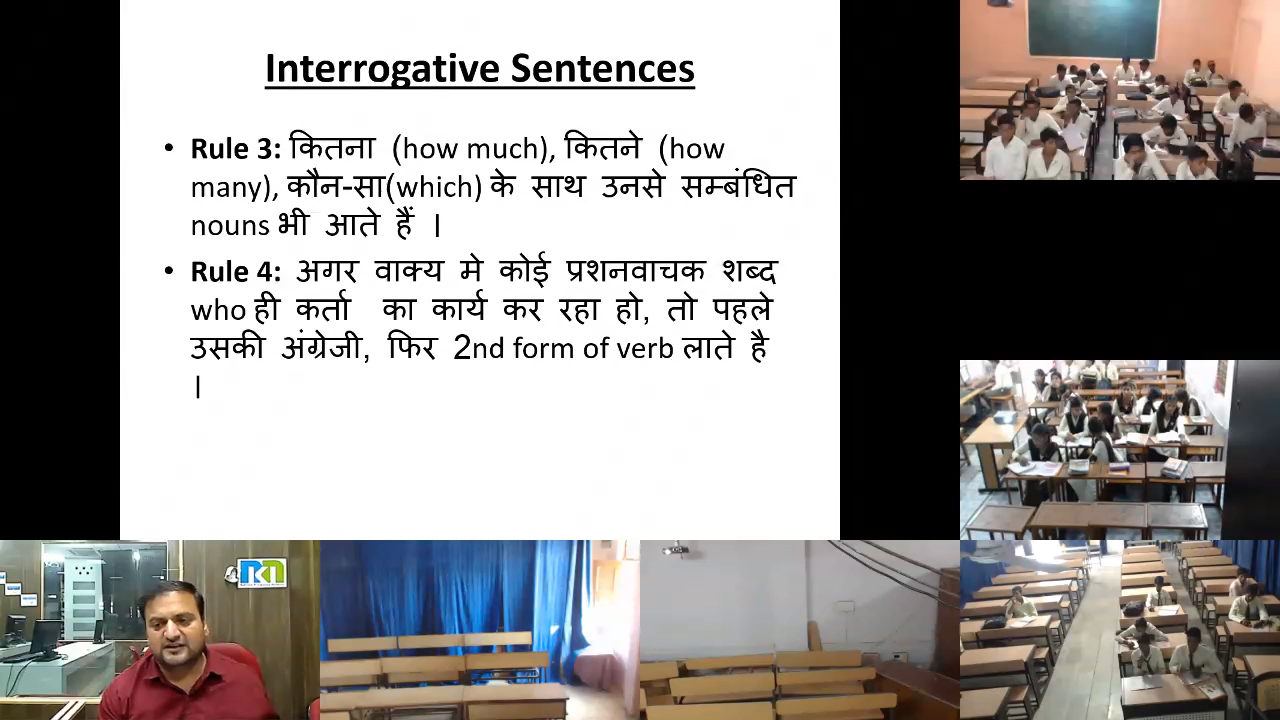 Interrogative Sentences
• Rule 3: कितना (how much), कितने (how
many), कौन-सा(which) के साथ उनसे सम्बंधित
nouns भी आते हैं ।
• Rule 4: अगर वाक्य मे कोई प्रशनवाचक शब्द
who ही कर्ता का कार्य कर रहा हो, तो पहले
उसकी अंग्रेजी, फिर 2nd form of verb लाते है
।